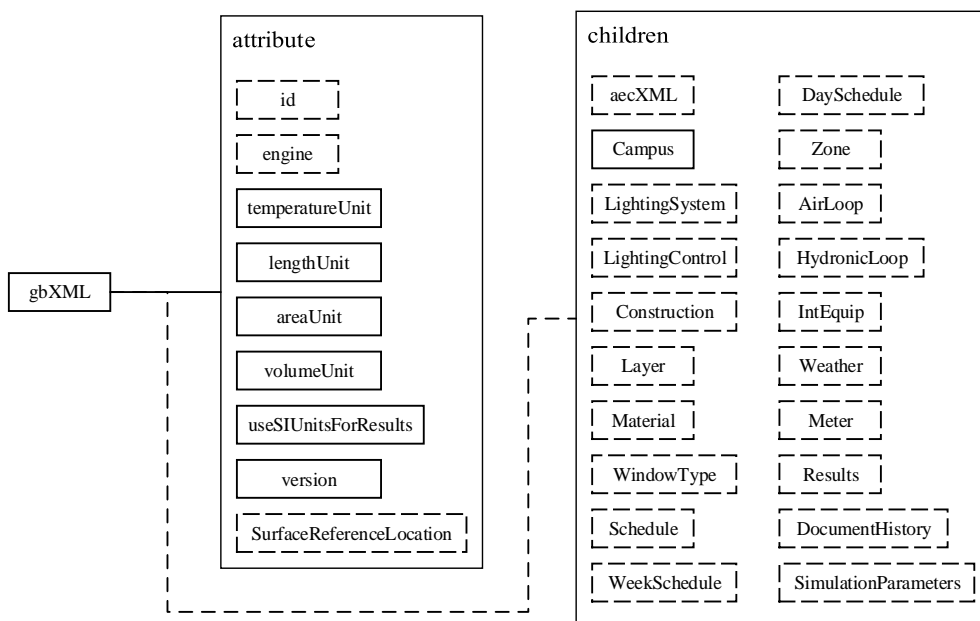 gbXML
attribute
id
engine
temperatureUnit
lengthUnit
areaUnit
volumeUnit
useSIUnitsForResults
version
SurfaceReferenceLocation
children
aecXML
Campus
LightingSystem
LightingControl
Construction
Layer
Material
WindowType
Schedule
WeekSchedule
DaySchedule
Zone
AirLoop
HydronicLoop
IntEquip
Weather
Meter
Results
DocumentHistory
SimulationParameters